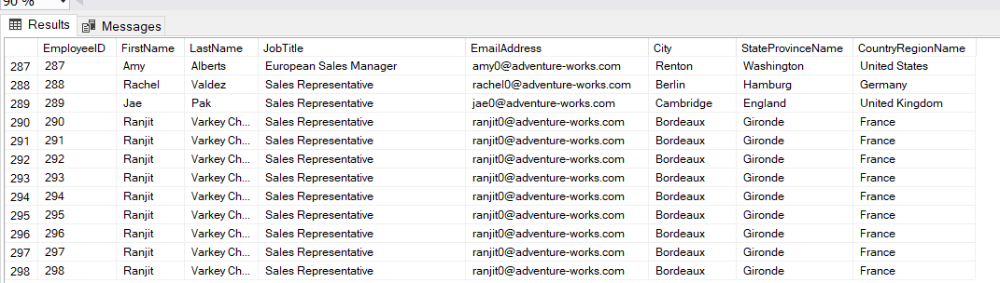 90 %
Results Messages
EmployeeID FirstName LastName JobTitle EmailAddress City StateProvinceName CountryRegionName
287 287 Amy Alberts European Sales Manager amy0@adventure-works.com Renton Washington United States
288 288 Rachel Valdez Sales Representative rachel0@adventure-works.com Berlin Hamburg Germany
289 289 Jae Pak Sales Representative jae0@adventure-works.com Cambridge England United Kingdom
290 290 Ranjit Varkey Ch... Sales Representative ranjit0@adventure-works.com Bordeaux Gironde France
291 291 Ranjit Varkey Ch... Sales Representative ranjit0@adventure-works.com Bordeaux Gironde France
292 292 Ranjit Varkey Ch... Sales Representative ranjit0@adventure-works.com Bordeaux Gironde France
293 293 Ranjit Varkey Ch... Sales Representative ranjit0@adventure-works.com Bordeaux Gironde France
294 294 Ranjit Varkey Ch... Sales Representative ranjit0@adventure-works.com Bordeaux Gironde France
295 295 Ranjit Varkey Ch... Sales Representative ranjit0@adventure-works.com Bordeaux Gironde France
296 296 Ranjit Varkey Ch... Sales Representative ranjit0@adventure-works.com Bordeaux Gironde France
297 297 Ranjit Varkey Ch... Sales Representative ranjit0@adventure-works.com Bordeaux Gironde France
298 298 Ranjit Varkey Ch... Sales Representative ranjit0@adventure-works.com Bordeaux Gironde France